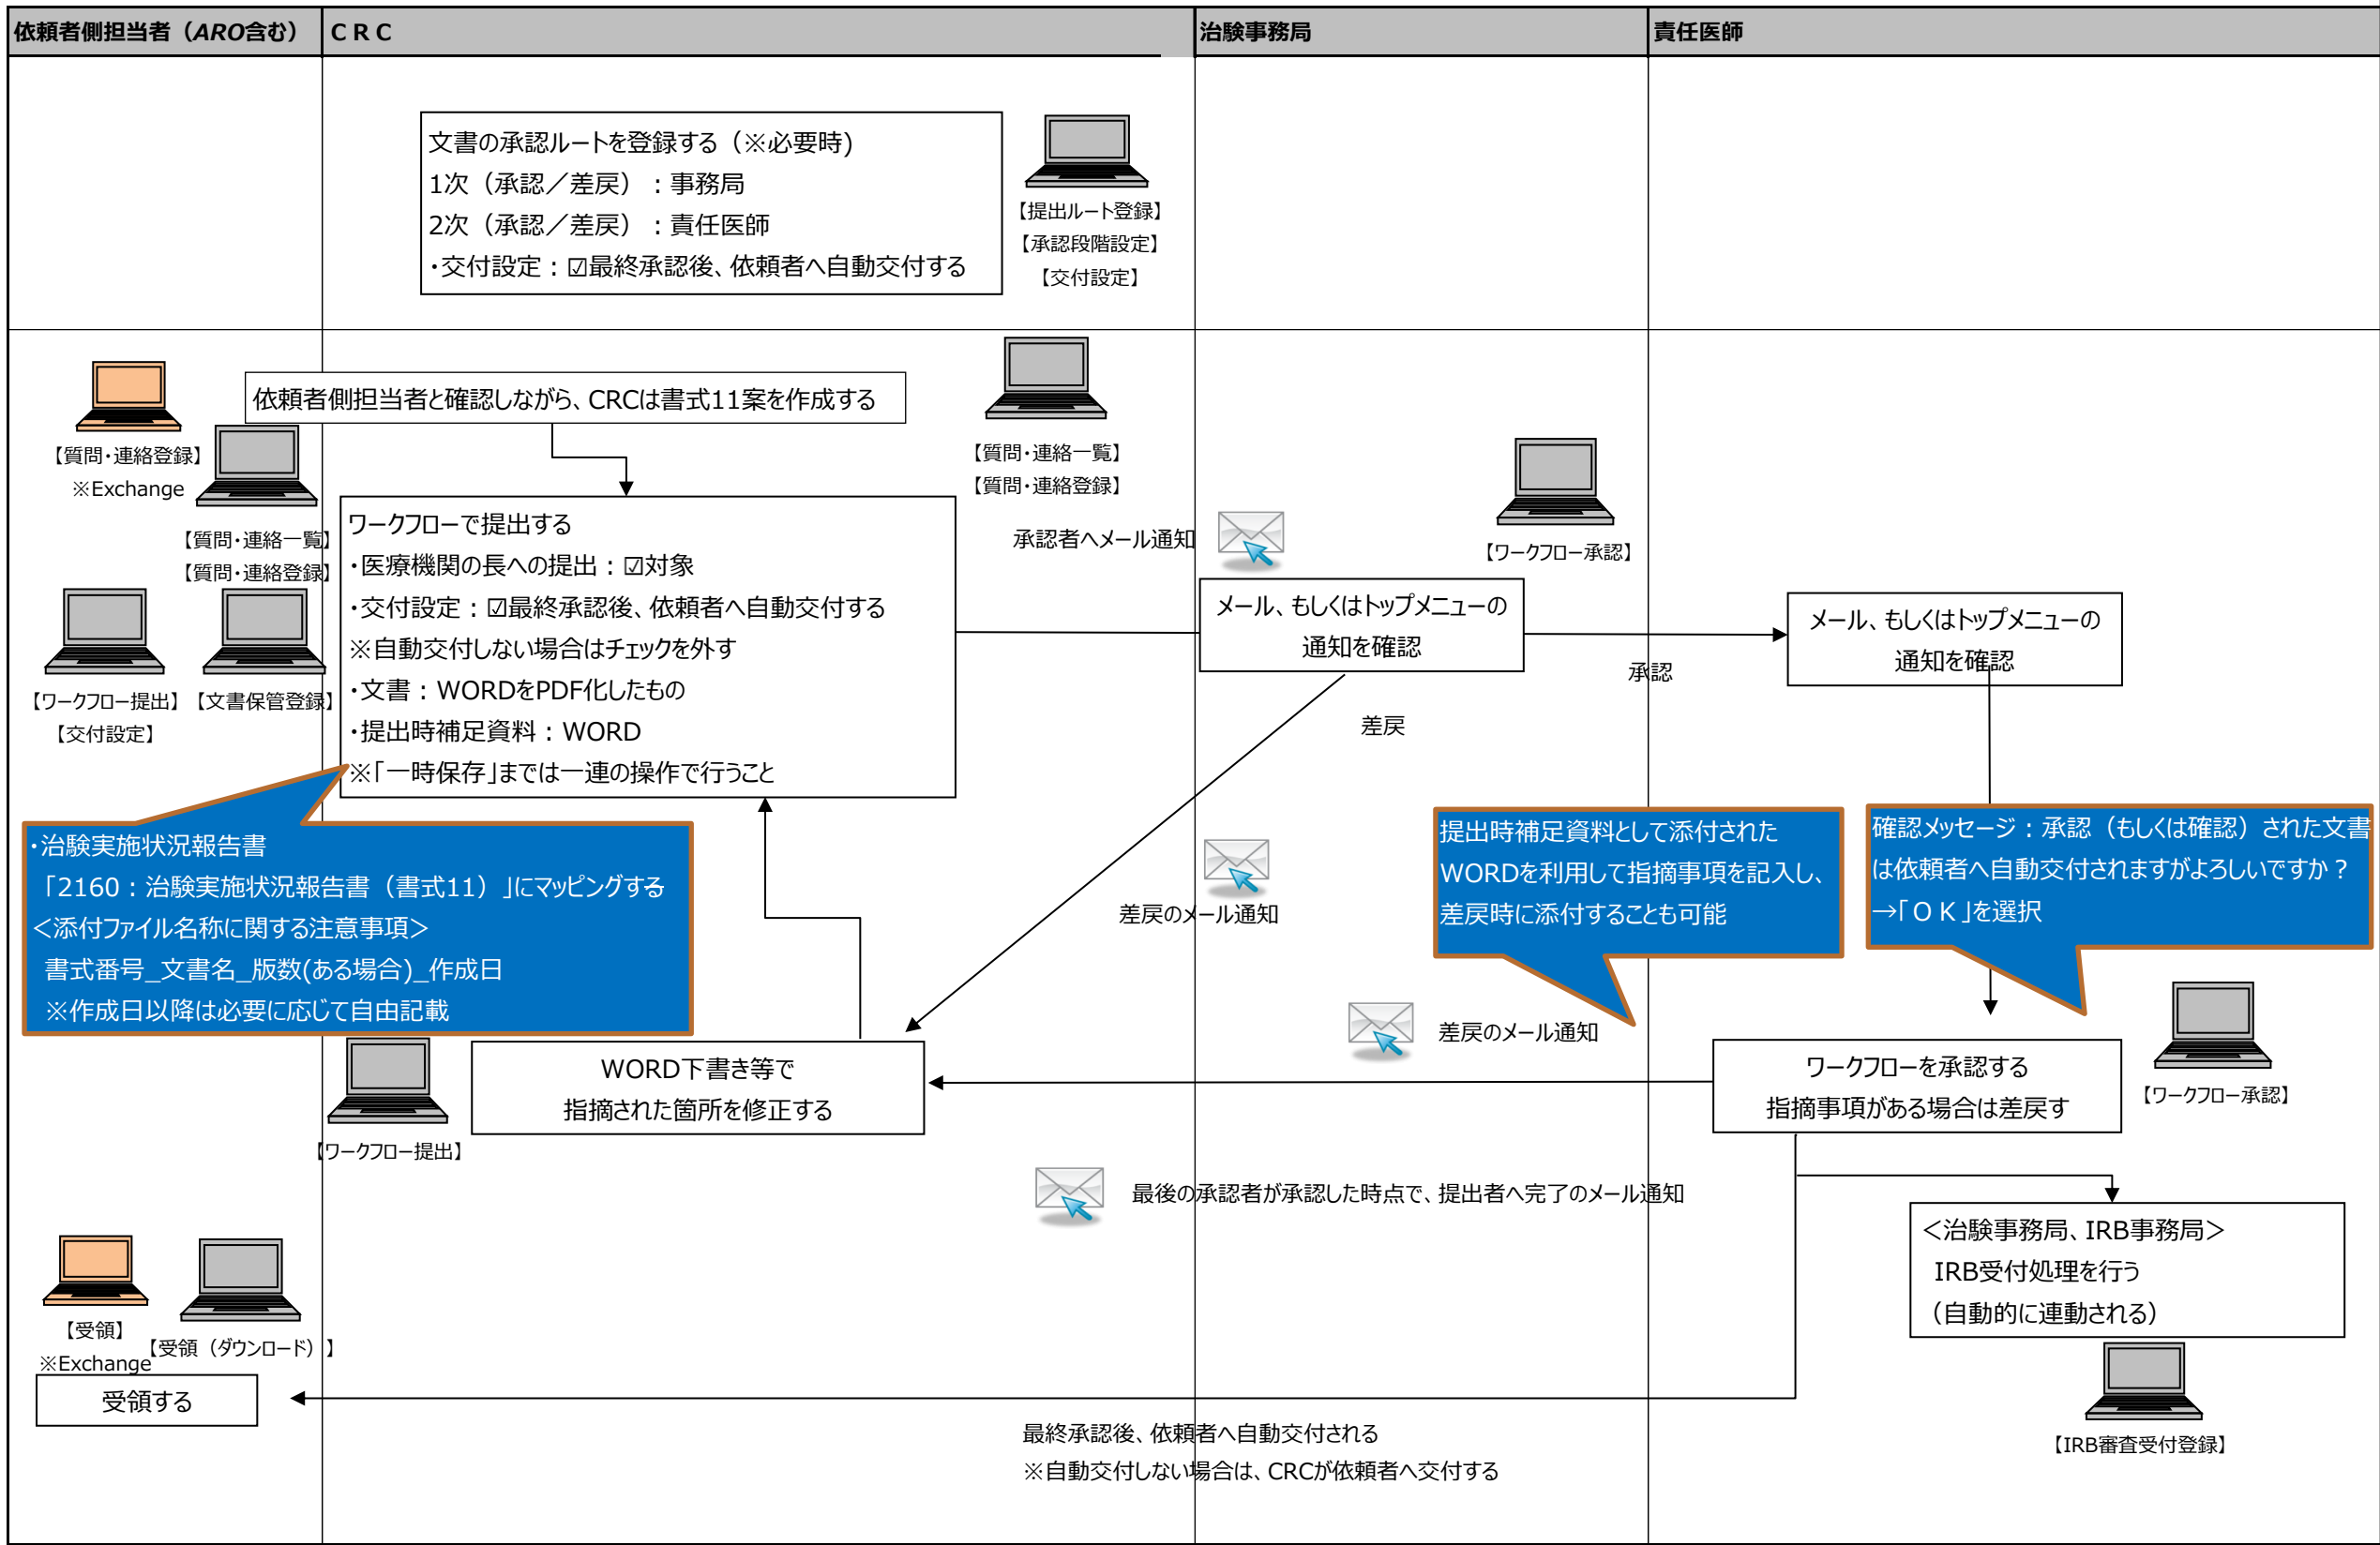 依頼者側担当者（ARO含む）
ＣＲＣ
治験事務局
責任医師
文書の承認ルートを登録する（※必要時)
1次（承認／差戻）：事務局
2次（承認／差戻）：責任医師
・交付設定：☑最終承認後、依頼者へ自動交付する
【提出ルート登録】
【承認段階設定】
【交付設定】
依頼者側担当者と確認しながら、CRCは書式11案を作成する
【質問・連絡登録】
※Exchange
【質問・連絡一覧】
【質問・連絡登録】
【質問・連絡一覧】
【質問・連絡登録】
【ワークフロー提出】
【交付設定】
【文書保管登録】
ワークフローで提出する
・医療機関の長への提出：☑対象
・交付設定：☑最終承認後、依頼者へ自動交付する
※自動交付しない場合はチェックを外す
・文書：WORDをPDF化したもの
・提出時補足資料：WORD
※「一時保存」までは一連の操作で行うこと
承認者へメール通知
【ワークフロー承認】
メール、もしくはトップメニューの
通知を確認
承認
メール、もしくはトップメニューの
通知を確認
差戻
・治験実施状況報告書
「2160：治験実施状況報告書（書式11）」にマッピングする
＜添付ファイル名称に関する注意事項＞
書式番号_文書名_版数(ある場合)_作成日
※作成日以降は必要に応じて自由記載
差戻のメール通知
提出時補足資料として添付された
WORDを利用して指摘事項を記入し、
差戻時に添付することも可能
確認メッセージ：承認（もしくは確認）された文書
は依頼者へ自動交付されますがよろしいですか？
→「ＯＫ」を選択
差戻のメール通知
WORD下書き等で
指摘された箇所を修正する
【ワークフロー提出】
ワークフローを承認する
指摘事項がある場合は差戻す
【ワークフロー承認】
最後の承認者が承認した時点で、提出者へ完了のメール通知
＜治験事務局、IRB事務局＞
IRB受付処理を行う
（自動的に連動される）
【IRB審査受付登録】
【受領】
※Exchange
【受領（ダウンロード）】
受領する
最終承認後、依頼者へ自動交付される
※自動交付しない場合は、CRCが依頼者へ交付する